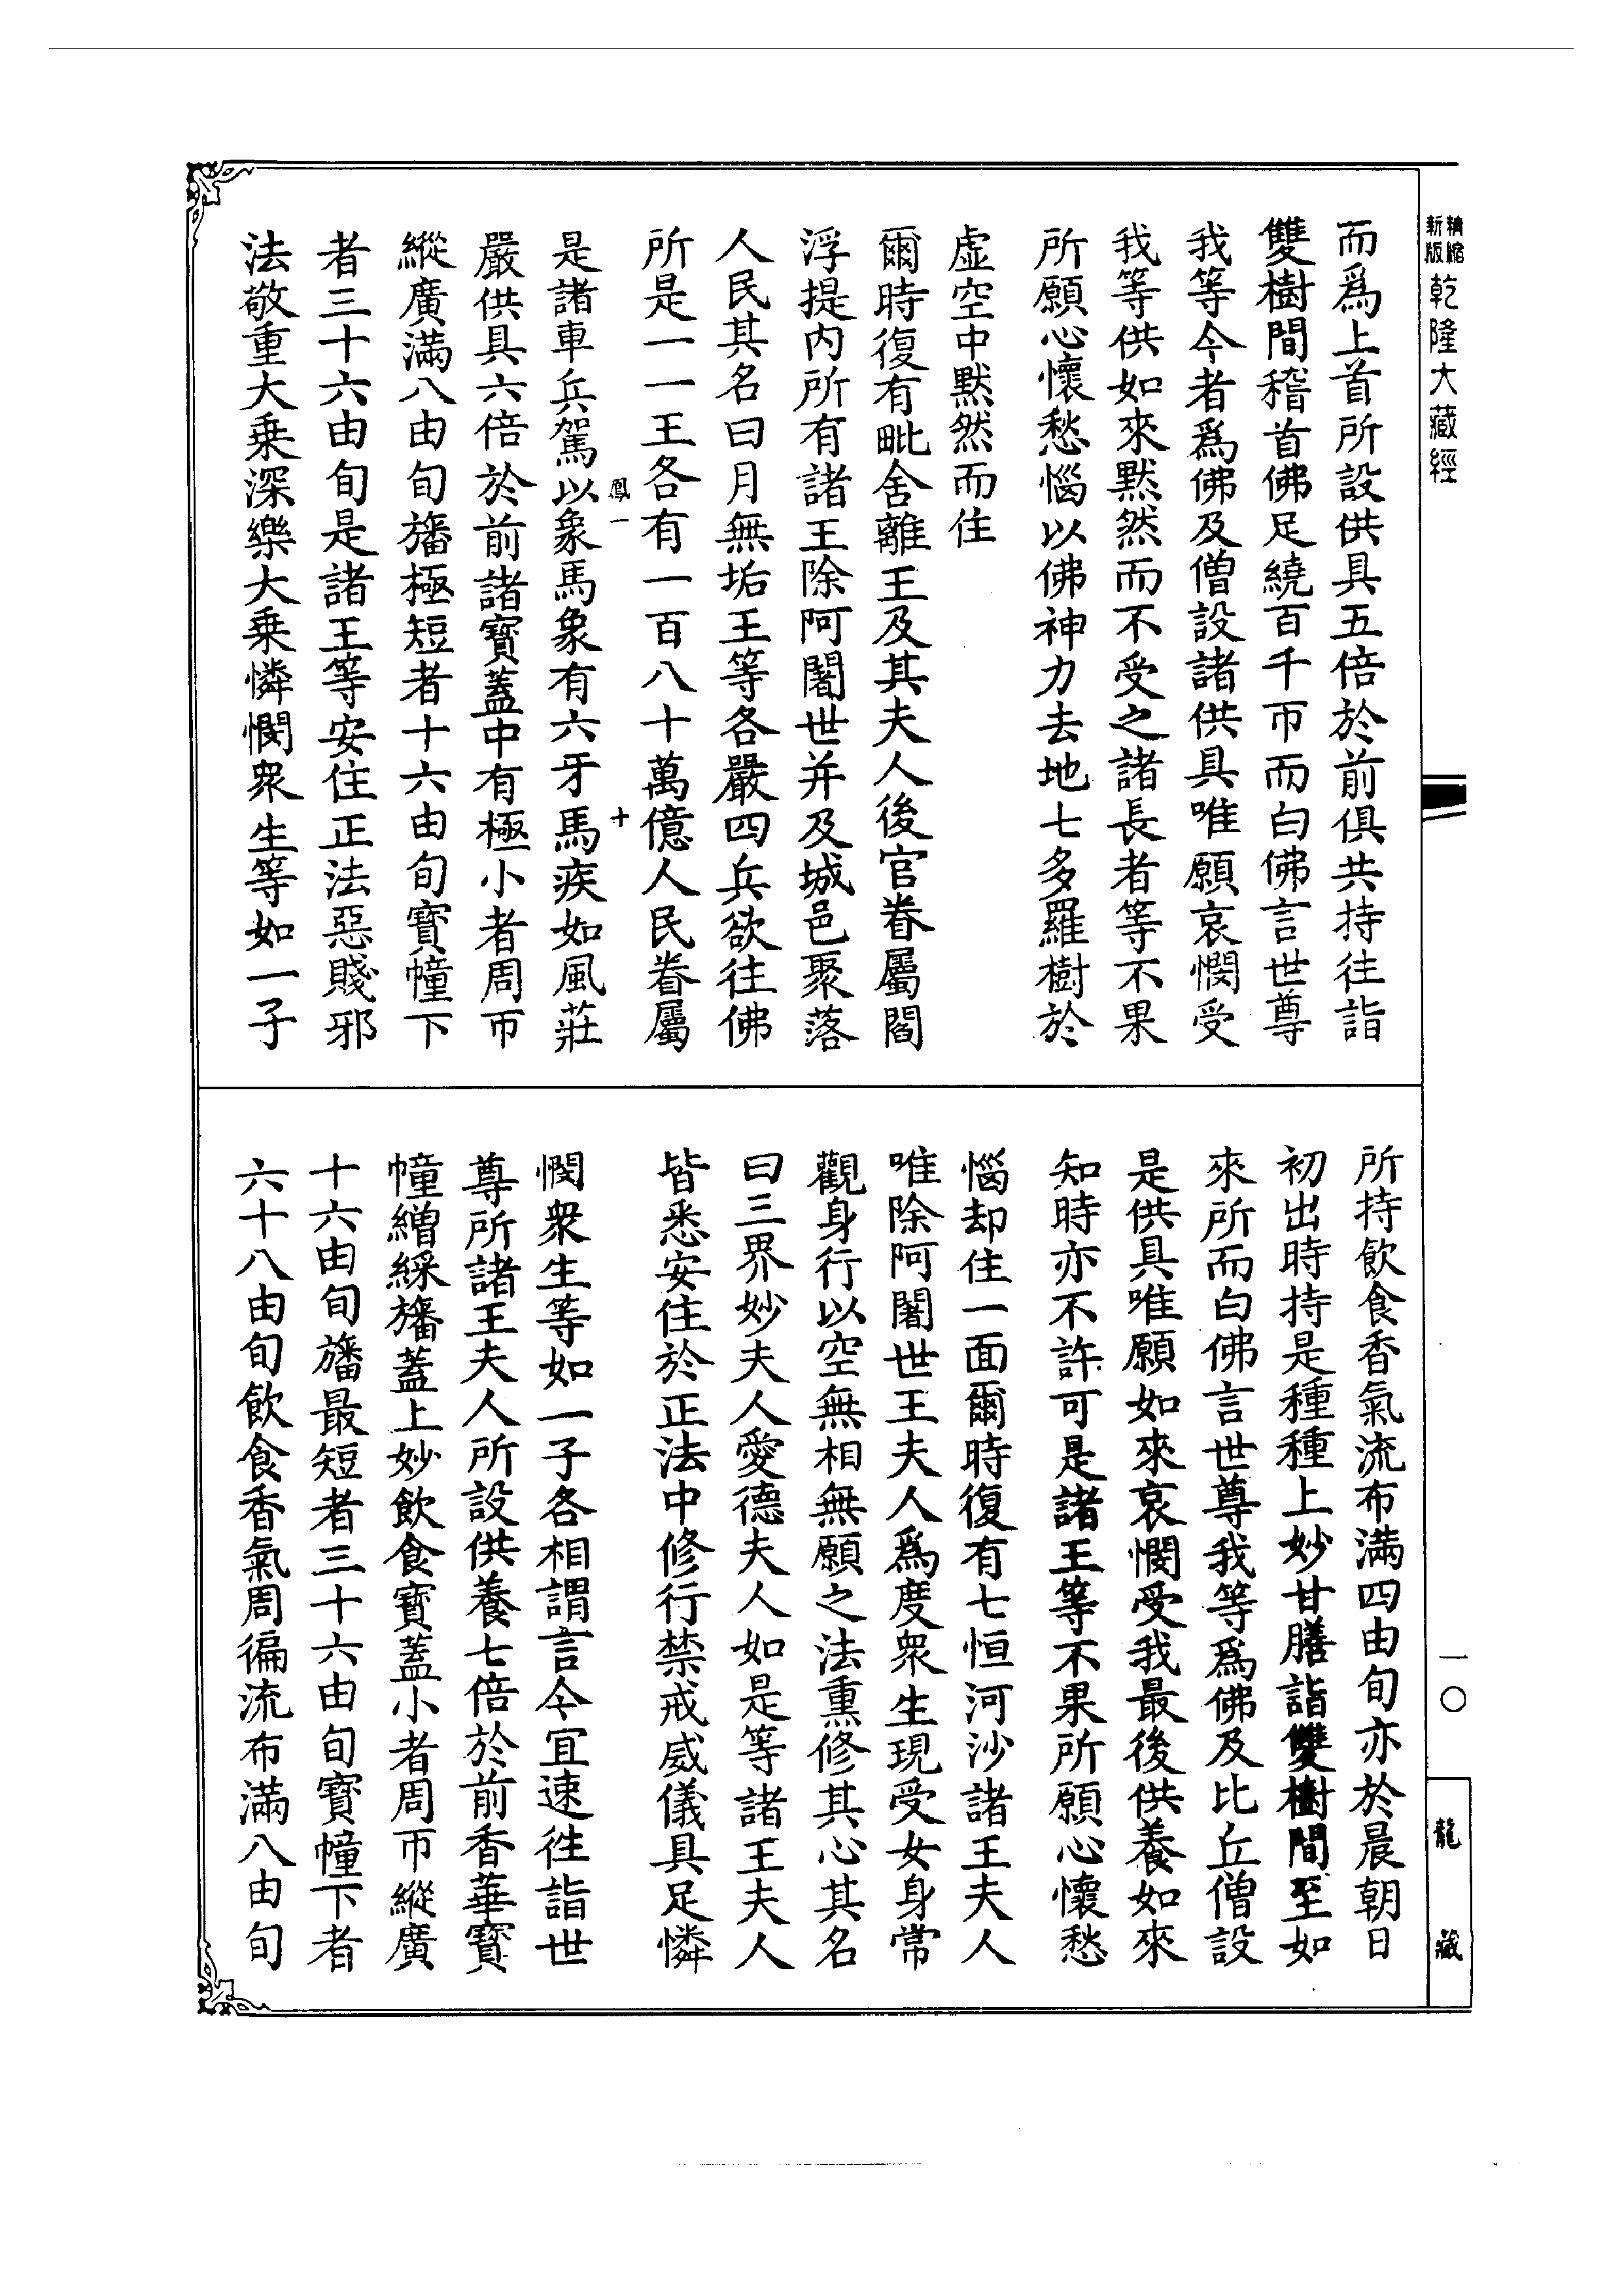 精縮
新版
乾隆大藏經
而爲上首所設供具五倍於前俱共持往詣
雙樹間稽首佛足繞百千帀而白佛言世尊
我等今者爲佛及僧設諸供具唯願哀憫受
我等供如來默然而不受之諸長者等不果
所願心懷愁惱以佛神力去地七多羅樹於
虛空中默然而住
爾時復有毗舍離王及其夫人後宫眷屬閻
浮提内所有諸王除阿闍世并及城邑聚落
人民其名曰月無垢王等各嚴四兵欲往佛
所是一一王各有一百八十萬億人民眷屬
鳳一
十
是諸車兵駕以象馬象有六牙馬疾如風莊
嚴供具六倍於前諸寶蓋中有極小者周帀
縱廣滿八由旬旛極短者十六由旬寶幢下
者三十六由旬是諸王等安住正法惡賤邪
法敬重大乗深樂大乗憐憫衆生等如一子
所持飲食香氣流布满四由旬亦於晨朝日
初出時持是種種上妙甘膳詣雙樹間至如
來所而白佛言世尊我等爲佛及比丘僧設
是供具唯願如來哀憫受我最後供養如來
知時亦不許可是諸王等不果所願心懷愁
惱却住一面爾時復有七恒河沙諸王夫人
唯除阿闍世王夫人爲度衆生現受女身常
觀身行以空無相無願之法熏修其心其名
曰三界妙夫人愛德夫人如是等諸王夫人
皆悉安住於正法中修行禁戒威儀具足憐
憫衆生等如一子各相謂言今宜速往詣世
尊所諸王夫人所設供養七倍於前香華寶
幢繒綵旛蓋上妙飲食寶蓋小者周帀縱廣
十六由旬旛最短者三十六由旬寶幢下者
六十八由旬飲食香氣周徧流布滿八由旬
一〇
龍藏